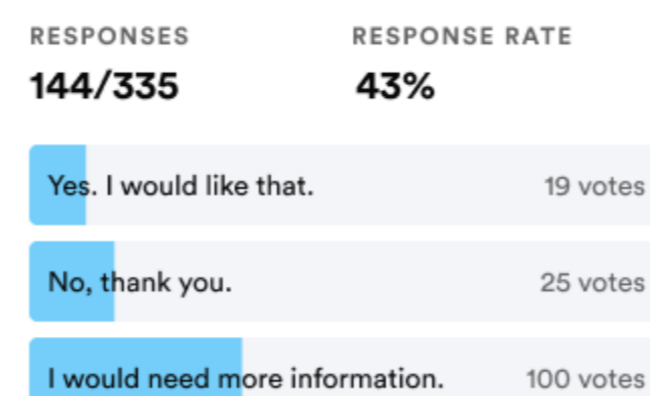 RESPONSES RESPONSE RATE
144/335 43%
Yes. I would like that. 19 votes
No, thank you. 25 votes
I would need more information. 100 votes